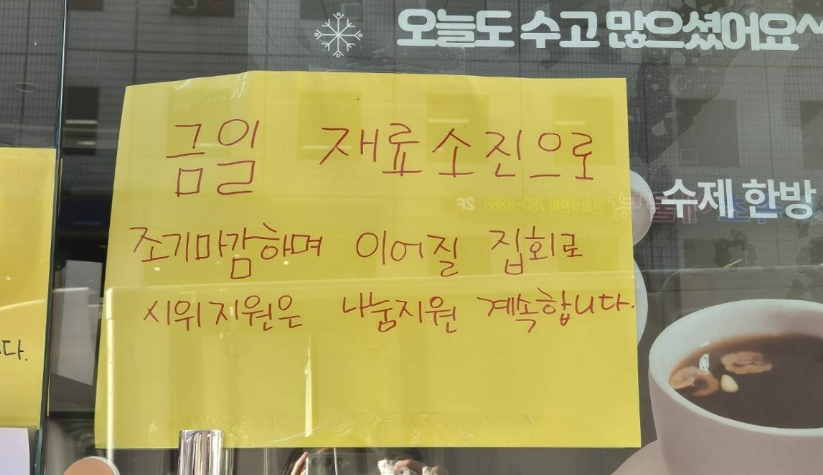 오늘도 수고 많으셨어요^^
금일 재료소진으로
조기마감하며 이어질 집회로
시위지원은 나눔지원 계속합니다.
수제 한방
다.
2F